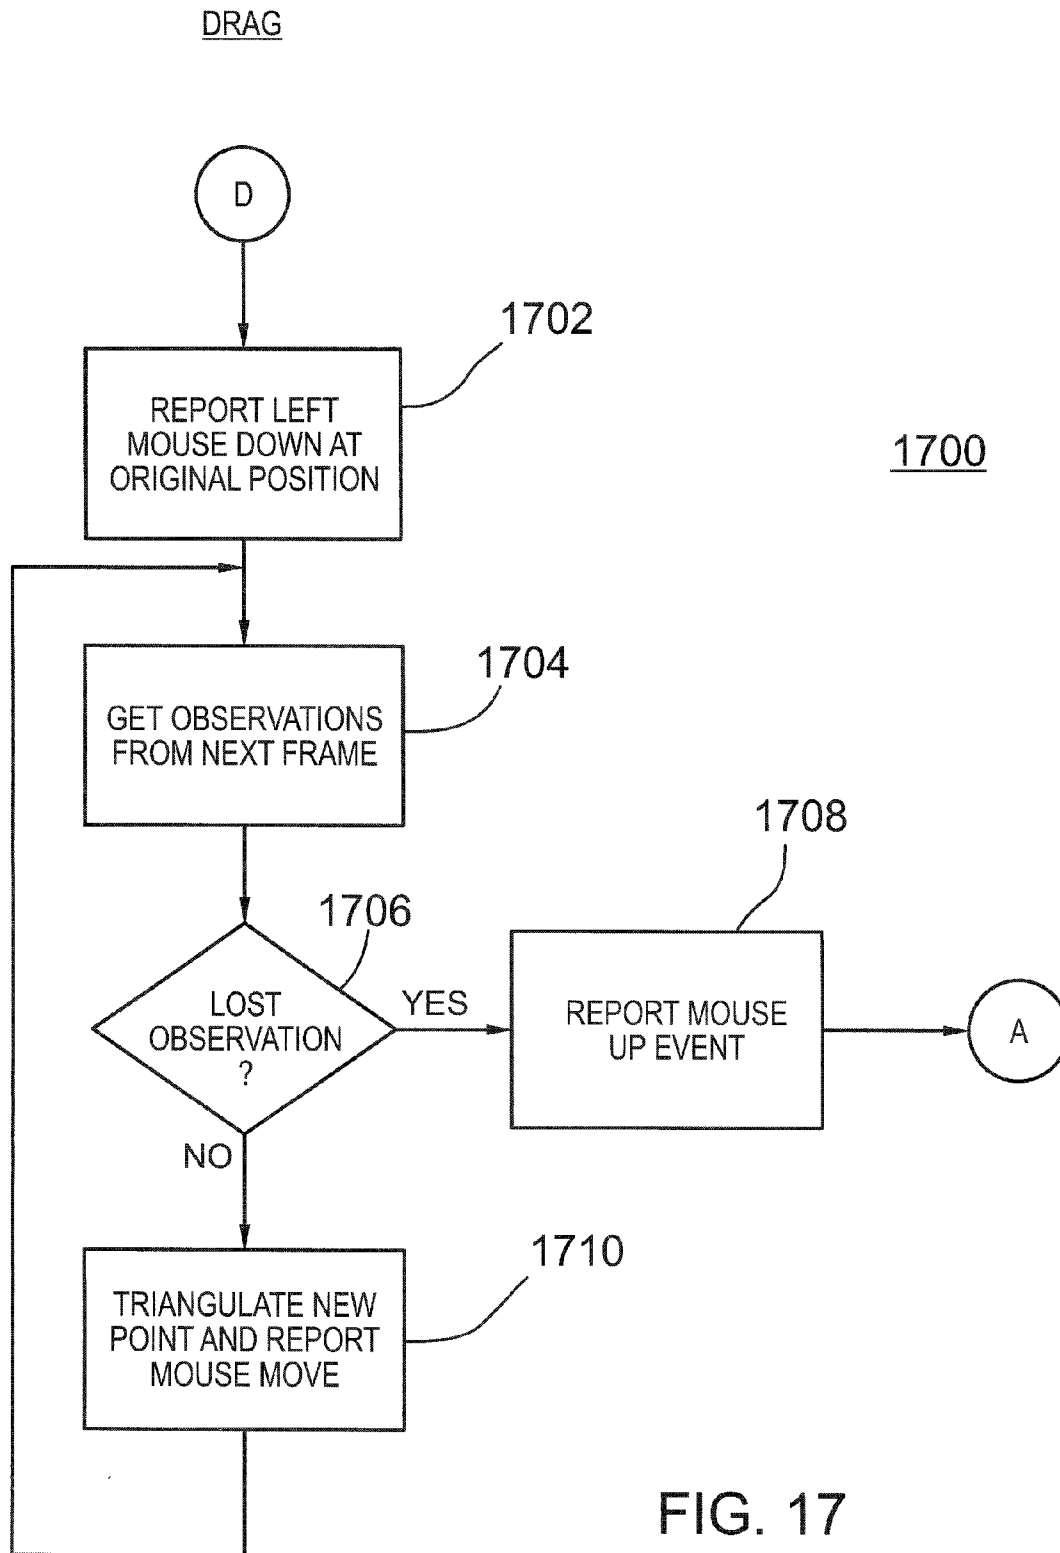 DRAG
D
1702
REPORT LEFT
MOUSE DOWN AT
ORIGINAL POSITION
1700
1704
GET OBSERVATIONS
FROM NEXT FRAME
1708
1706
LOST
OBSERVATION
?
YES
REPORT MOUSE
UP EVENT
A
NO
1710
TRIANGULATE NEW
POINT AND REPORT
MOUSE MOVE
FIG. 17